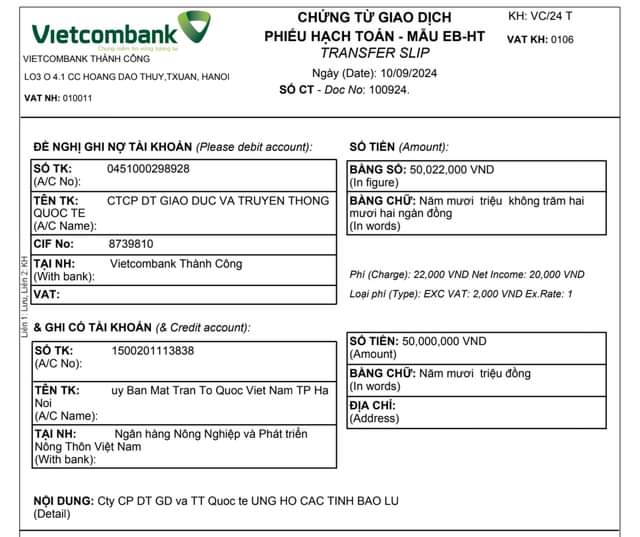 Vietcombank
Chung niềm tin vững tương lai
VIETCOMBANK THÀNH CÔNG
LO3 O 4.1 CC HOANG DAO THUY,TXUAN, HANOI
VAT NH: 010011
CHỨNG TỪ GIAO DỊCH
PHIẾU HẠCH TOÁN - MẪU EB-HT
TRANSFER SLIP
Ngày (Date): 10/09/2024
SỐ CT - Doc No: 100924.
KH: VC/24 T
VAT KH: 0106
ĐỀ NGHỊ GHI NỢ TÀI KHOẢN (Please debit account):
SỐ TK: 0451000298928
(A/C No):
TÊN TK: CTCP DT GIAO DUC VA TRUYEN THONG
QUOC TE
(A/C Name):
CIF No: 8739810
TẠI NH: Vietcombank Thành Công
(With bank):
VAT:
SỐ TIỀN (Amount):
BẰNG SỐ: 50,022,000 VND
(In figure)
BẰNG CHỮ: Năm mươi triệu không trăm hai
mươi hai ngàn đồng
(In words)
Phí (Charge): 22,000 VND Net Income: 20,000 VND
Loại phí (Type): EXC VAT: 2,000 VND Ex.Rate: 1
Liên 1: Lưu, Liên 2: KH
& GHI CÓ TÀI KHOẢN (& Credit account):
SỐ TK: 1500201113838
(A/C No):
TÊN TK: uy Ban Mat Tran To Quoc Viet Nam TP Ha
Noi
(A/C Name):
TẠI NH: Ngân hàng Nông Nghiệp và Phát triển
Nông Thôn Việt Nam
(With bank):
SỐ TIỀN: 50,000,000 VND
(Amount)
BẰNG CHỮ: Năm mươi triệu đồng
(In words)
ĐỊA CHỈ:
(Address)
NỘI DUNG: Cty CP DT GD va TT Quoc te UNG HO CAC TINH BAO LU
(Detail)